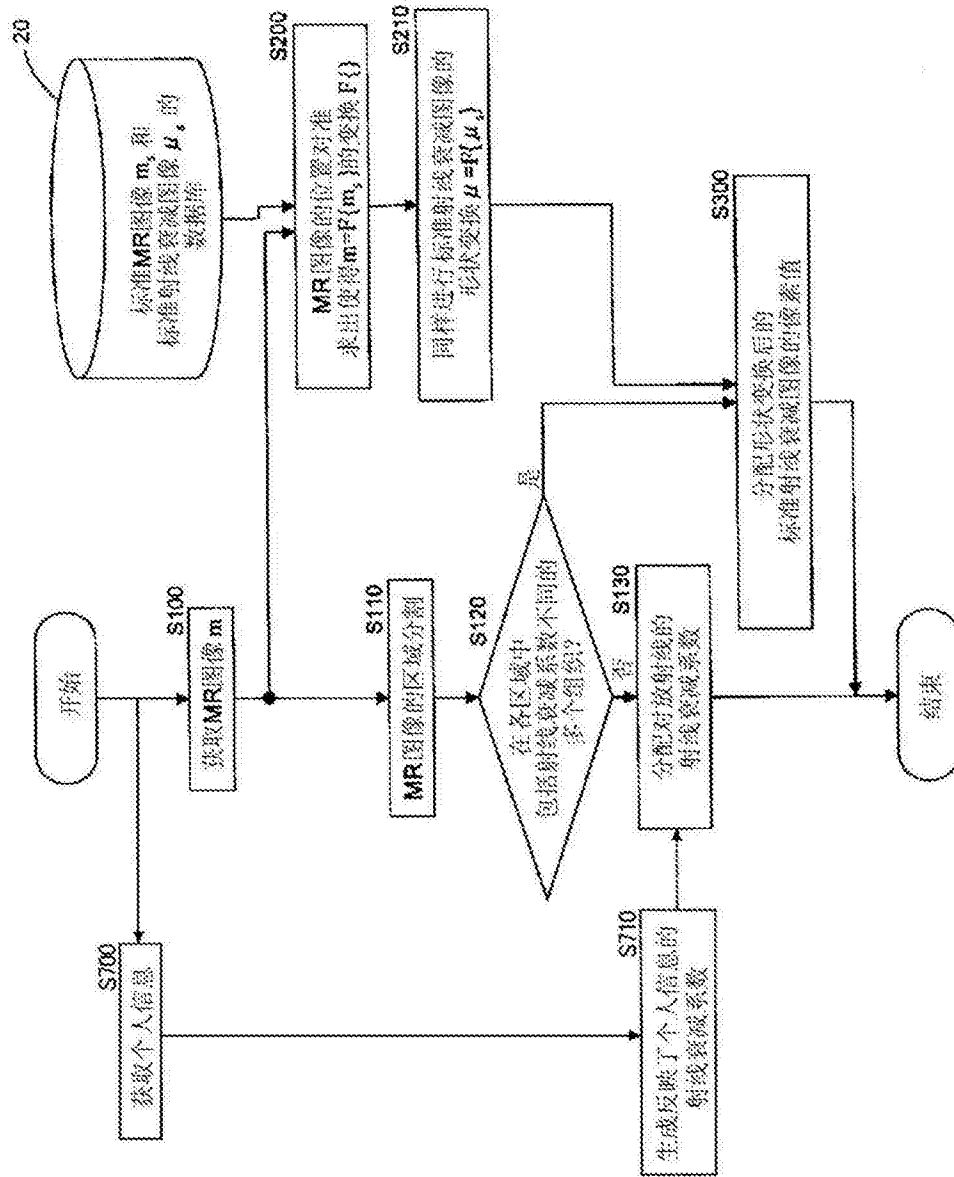 开始
20
标准MR图像 mₛ 和
标准射线衰减图像 μₛ 的
数据库
S700
获取个人信息
S100
获取MR图像 m
S200
MR图像的位置对准
求出使得m=F{mₛ}的变换 F{}
S110
MR图像的区域分割
S210
同样进行标准射线衰减图像的
形状变换 μ=F{μₛ}
S120
在各区域中
包括射线衰减系数不同的
多个组织?
是
否
S710
生成反映了个人信息的
射线衰减系数
S130
分配对放射线的
射线衰减系数
S300
分配形状变换后的
标准射线衰减图像的像素值
结束